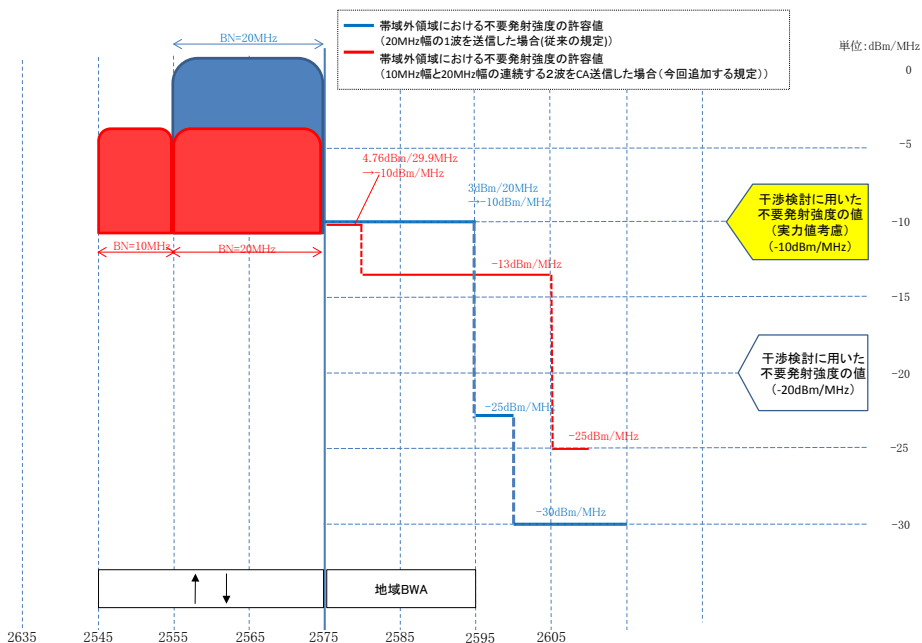 帯域外領域における不要発射強度の許容値
(20MHz幅の1波を送信した場合(従来の規定))
帯域外領域における不要発射強度の許容値
(10MHz幅と20MHz幅の連続する2波をCA送信した場合(今回追加する規定))
単位:dBm/MHz
BN=20MHz
0
-5
4.76dBm/29.9MHz
→-10dBm/MHz
3dBm/20MHz
→-10dBm/MHz
干渉検討に用いた
不要発射強度の値
(実力値考慮)
(-10dBm/MHz)
-10
BN=10MHz
BN=20MHz
-13dBm/MHz
-15
干渉検討に用いた
不要発射強度の値
(-20dBm/MHz)
-20
-25dBm/MHz
-25dBm/MHz
-25
-30dBm/MHz
-30
地域BWA
2635
2545
2555
2565
2575
2585
2595
2605